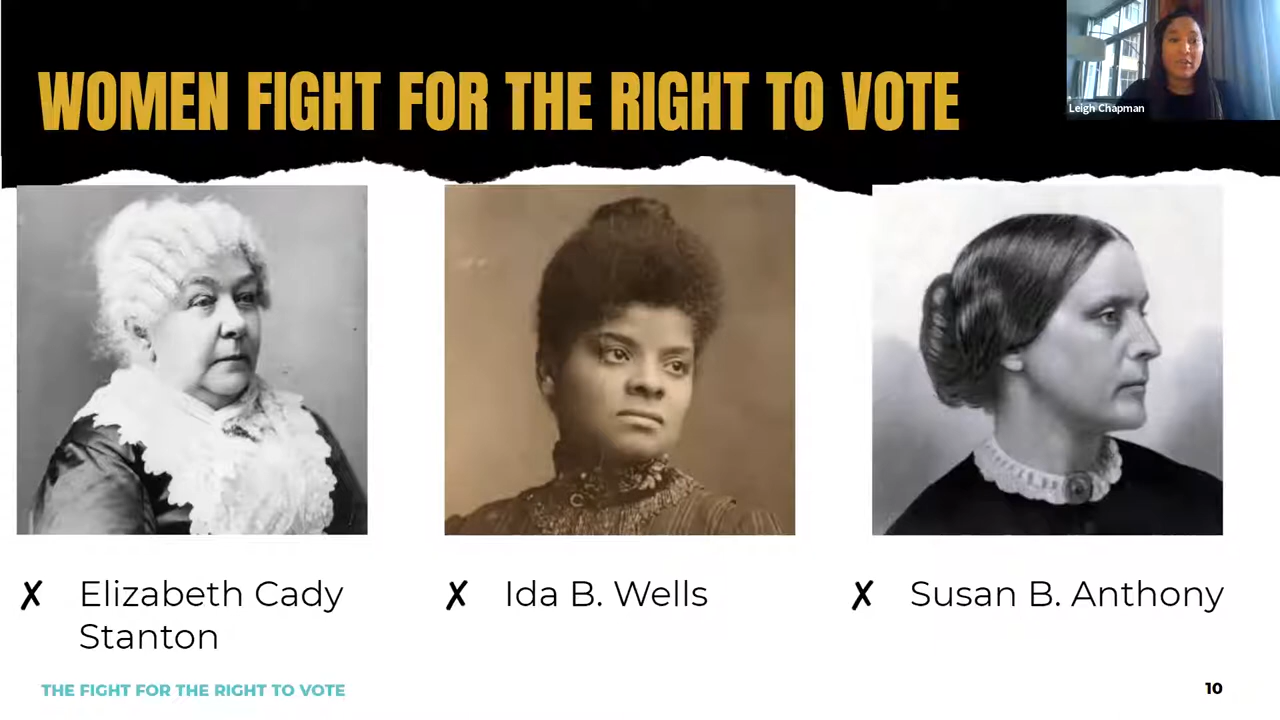 WOMEN FIGHT FOR THE RIGHT TO VOTE
Leigh Chapman
✗ Elizabeth Cady
Stanton
✗ Ida B. Wells
✗ Susan B. Anthony
THE FIGHT FOR THE RIGHT TO VOTE
10